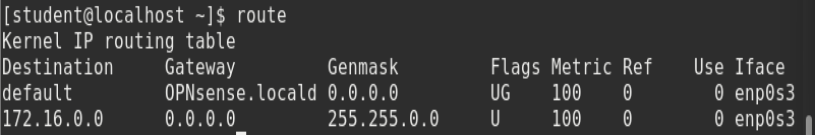 [student@localhost ~]$ route
Kernel IP routing table
Destination     Gateway         Genmask         Flags Metric Ref    Use Iface
default         OPNsense.locald 0.0.0.0         UG    100    0        0 enp0s3
172.16.0.0      0.0.0.0         255.255.0.0     U     100    0        0 enp0s3